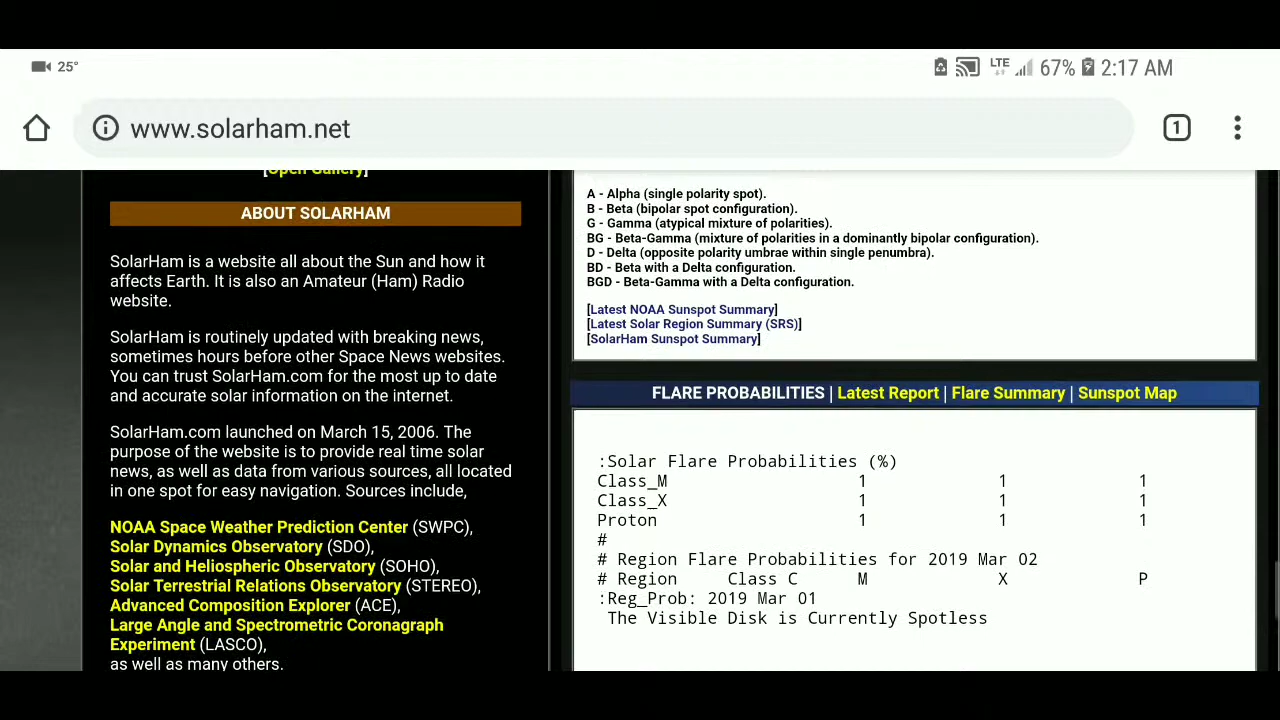 25°
LTE 67% 2:17 AM
www.solarham.net
1
[Open Gallery]
ABOUT SOLARHAM
SolarHam is a website all about the Sun and how it
affects Earth. It is also an Amateur (Ham) Radio
website.
SolarHam is routinely updated with breaking news,
sometimes hours before other Space News websites.
You can trust SolarHam.com for the most up to date
and accurate solar information on the internet.
SolarHam.com launched on March 15, 2006. The
purpose of the website is to provide real time solar
news, as well as data from various sources, all located
in one spot for easy navigation. Sources include,
NOAA Space Weather Prediction Center (SWPC),
Solar Dynamics Observatory (SDO),
Solar and Heliospheric Observatory (SOHO),
Solar Terrestrial Relations Observatory (STEREO),
Advanced Composition Explorer (ACE),
Large Angle and Spectrometric Coronagraph
Experiment (LASCO),
as well as many others.
A - Alpha (single polarity spot).
B - Beta (bipolar spot configuration).
G - Gamma (atypical mixture of polarities).
BG - Beta-Gamma (mixture of polarities in a dominantly bipolar configuration).
D - Delta (opposite polarity umbrae within single penumbra).
BD - Beta with a Delta configuration.
BGD - Beta-Gamma with a Delta configuration.
[Latest NOAA Sunspot Summary]
[Latest Solar Region Summary (SRS)]
[SolarHam Sunspot Summary]
FLARE PROBABILITIES | Latest Report | Flare Summary | Sunspot Map
:Solar Flare Probabilities (%)
Class_M 1 1 1
Class_X 1 1 1
Proton 1 1 1
#
# Region Flare Probabilities for 2019 Mar 02
# Region Class C M X P
:Reg_Prob: 2019 Mar 01
The Visible Disk is Currently Spotless